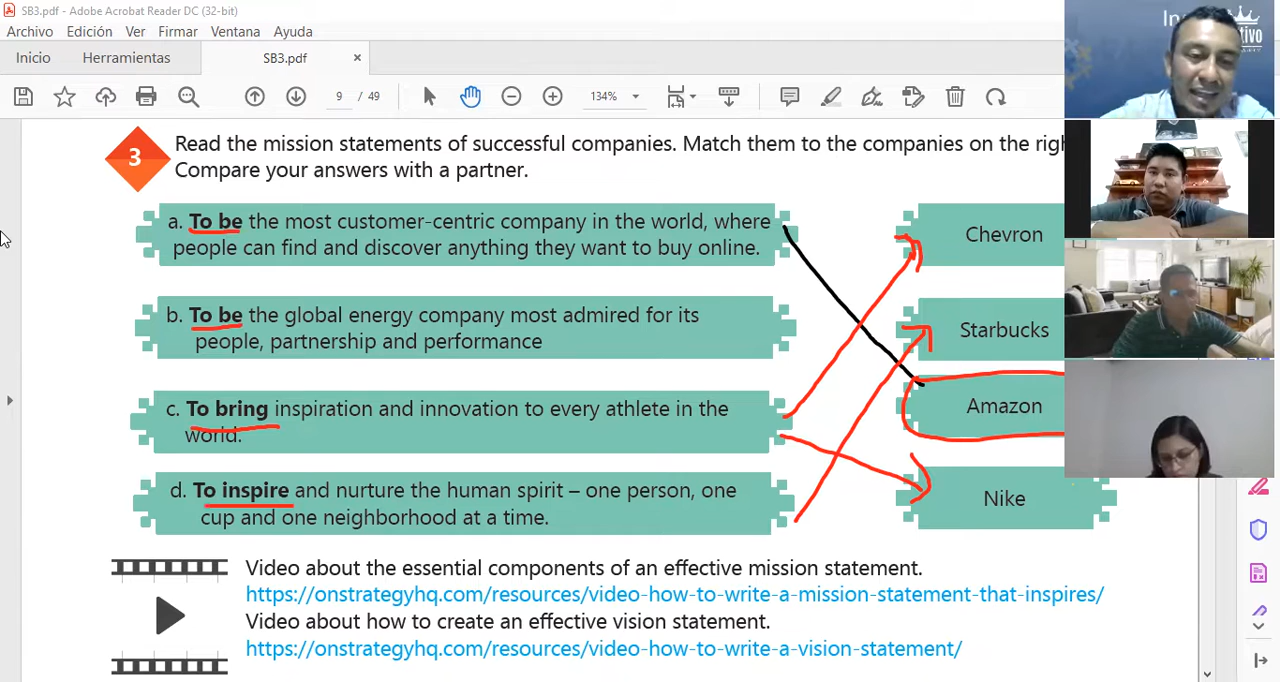 SB3.pdf - Adobe Acrobat Reader DC (32-bit)
Archivo Edición Ver Firmar Ventana Ayuda
Inicio Herramientas SB3.pdf ×
9 / 49 134%
3
Read the mission statements of successful companies. Match them to the companies on the righ
Compare your answers with a partner.
a. To be the most customer-centric company in the world, where
people can find and discover anything they want to buy online.
Chevron
b. To be the global energy company most admired for its
people, partnership and performance
Starbucks
c. To bring inspiration and innovation to every athlete in the
world.
Amazon
d. To inspire and nurture the human spirit – one person, one
cup and one neighborhood at a time.
Nike
Video about the essential components of an effective mission statement.
https://onstrategyhq.com/resources/video-how-to-write-a-mission-statement-that-inspires/
Video about how to create an effective vision statement.
https://onstrategyhq.com/resources/video-how-to-write-a-vision-statement/